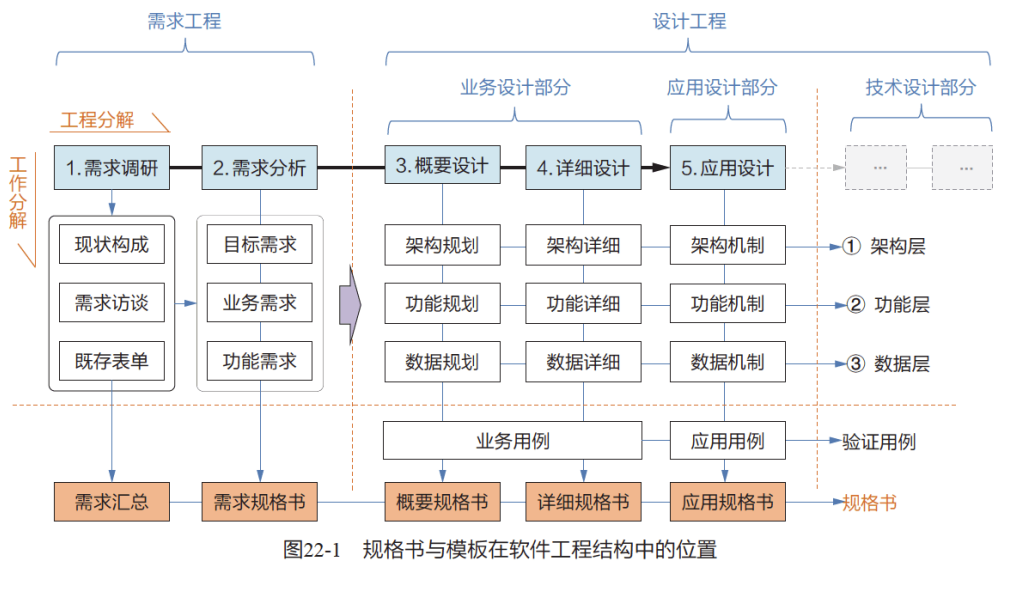 需求工程
设计工程
业务设计部分
应用设计部分
技术设计部分
工程分解
工作分解
1.需求调研
2.需求分析
3.概要设计
4.详细设计
5.应用设计
...
...
现状构成
目标需求
架构规划
架构详细
架构机制
① 架构层
需求访谈
业务需求
功能规划
功能详细
功能机制
② 功能层
既存表单
功能需求
数据规划
数据详细
数据机制
③ 数据层
业务用例
应用用例
验证用例
需求汇总
需求规格书
概要规格书
详细规格书
应用规格书
规格书
图22-1 规格书与模板在软件工程结构中的位置